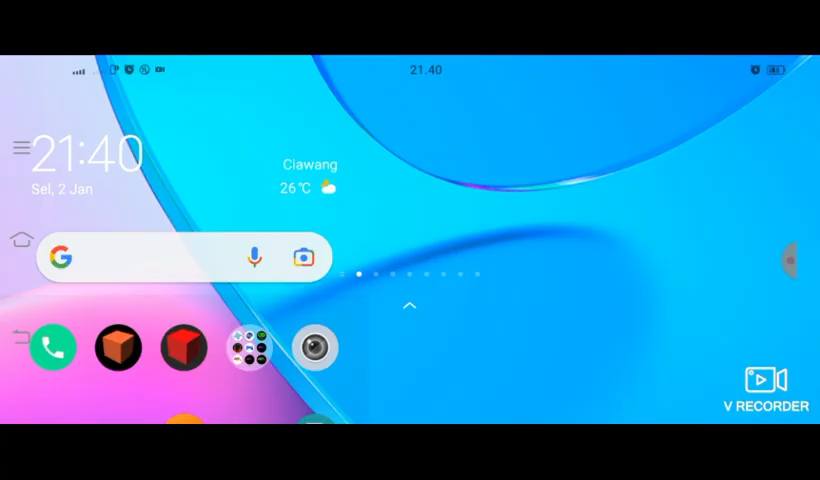 21.40
21:40
Sel, 2 Jan
Ciawang
26℃
V RECORDER